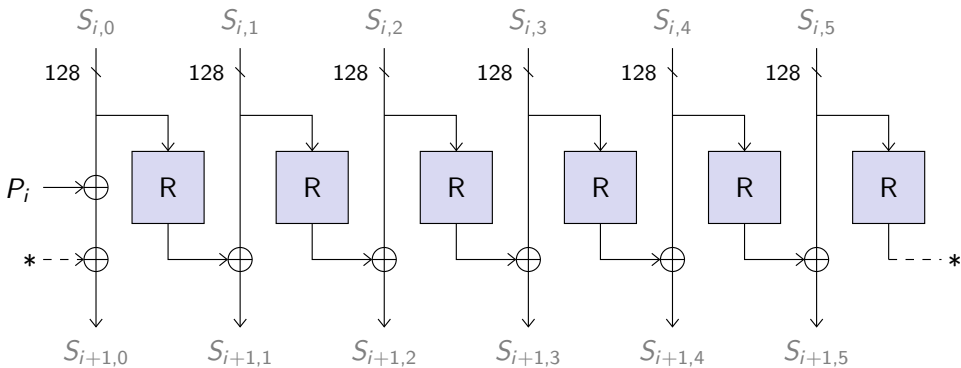 S_{i,0} S_{i,1} S_{i,2} S_{i,3} S_{i,4} S_{i,5}
128 128 128 128 128 128
P_i R R R R R R
* *
S_{i+1,0} S_{i+1,1} S_{i+1,2} S_{i+1,3} S_{i+1,4} S_{i+1,5}